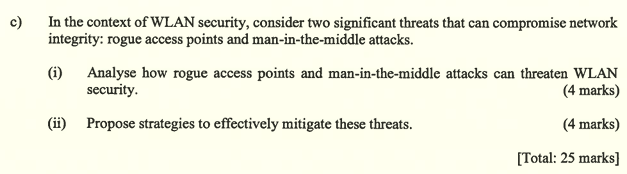 c) In the context of WLAN security, consider two significant threats that can compromise network
integrity: rogue access points and man-in-the-middle attacks.
(i) Analyse how rogue access points and man-in-the-middle attacks can threaten WLAN
security. (4 marks)
(ii) Propose strategies to effectively mitigate these threats. (4 marks)
[Total: 25 marks]